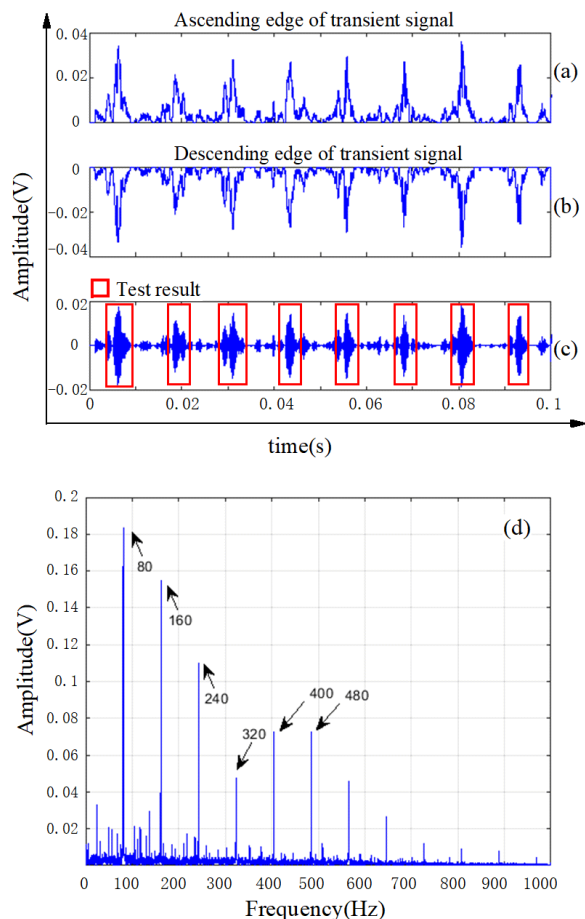 Ascending edge of transient signal
0.04
0.02
0
(a)
Descending edge of transient signal
0
-0.02
-0.04
(b)
Amplitude(V)
Test result
0.02
0
-0.02
(c)
0 0.02 0.04 0.06 0.08 0.1
time(s)
0.2
0.18
0.16
0.14
0.12
0.1
0.08
0.06
0.04
0.02
(d)
80
160
240
320
400
480
Amplitude(V)
0 100 200 300 400 500 600 700 800 900 1000
Frequency(Hz)